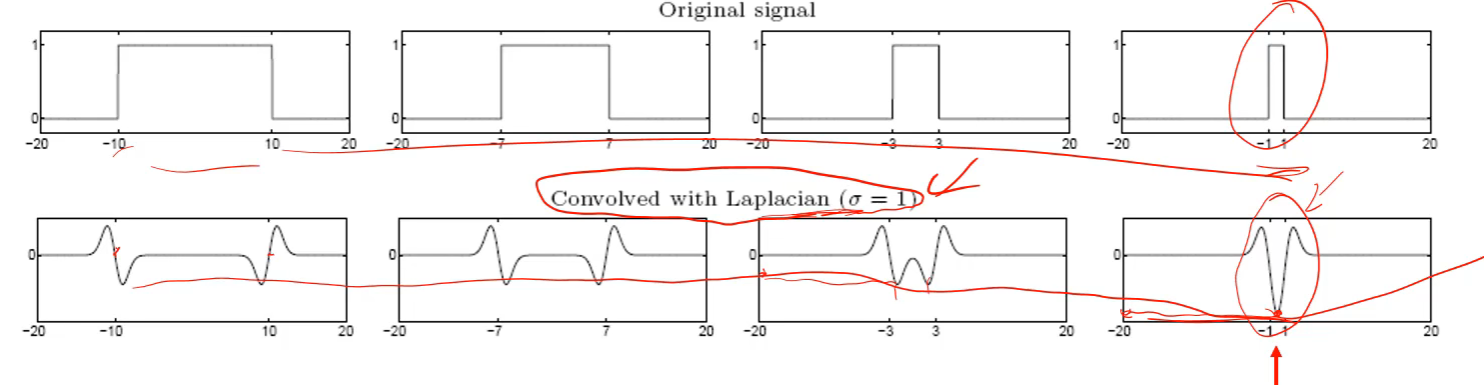 Original signal
1 1 1 1
0 0 0 0
−20 −10 10 20 −20 −7 7 20 −20 −3 3 20 −20 −1 1 20
Convolved with Laplacian (σ = 1)
0 0 0 0
−20 −10 10 20 −20 −7 7 20 −20 −3 3 20 −20 −1 1 20